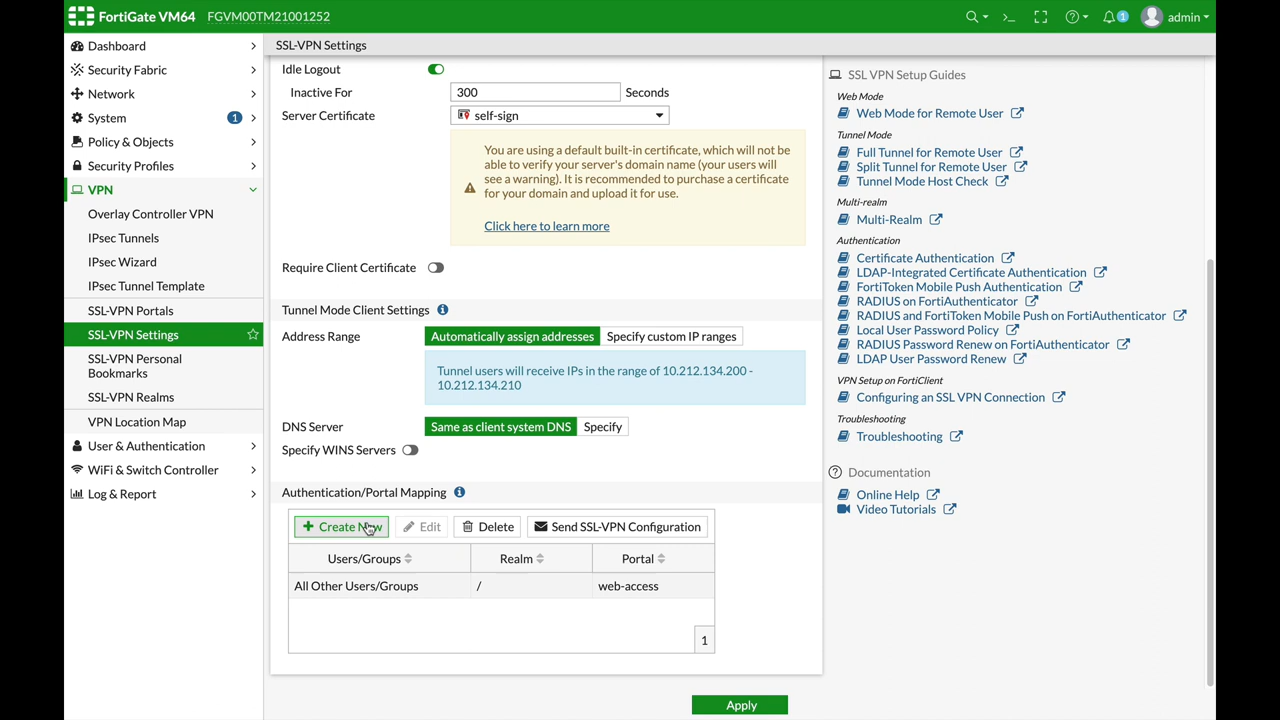 FortiGate VM64 FGVM00TM21001252
1 admin
Dashboard
Security Fabric
Network
System 1
Policy & Objects
Security Profiles
VPN
Overlay Controller VPN
IPsec Tunnels
IPsec Wizard
IPsec Tunnel Template
SSL-VPN Portals
SSL-VPN Settings
SSL-VPN Personal
Bookmarks
SSL-VPN Realms
VPN Location Map
User & Authentication
WiFi & Switch Controller
Log & Report
SSL-VPN Settings
Idle Logout
Inactive For 300 Seconds
Server Certificate self-sign
You are using a default built-in certificate, which will not be
able to verify your server's domain name (your users will
see a warning). It is recommended to purchase a certificate
for your domain and upload it for use.
Click here to learn more
Require Client Certificate
Tunnel Mode Client Settings
Address Range Automatically assign addresses Specify custom IP ranges
Tunnel users will receive IPs in the range of 10.212.134.200 -
10.212.134.210
DNS Server Same as client system DNS Specify
Specify WINS Servers
Authentication/Portal Mapping
Create New Edit Delete Send SSL-VPN Configuration
Users/Groups Realm Portal
All Other Users/Groups / web-access
1
Apply
SSL VPN Setup Guides
Web Mode
Web Mode for Remote User
Tunnel Mode
Full Tunnel for Remote User
Split Tunnel for Remote User
Tunnel Mode Host Check
Multi-realm
Multi-Realm
Authentication
Certificate Authentication
LDAP-Integrated Certificate Authentication
FortiToken Mobile Push Authentication
RADIUS on FortiAuthenticator
RADIUS and FortiToken Mobile Push on FortiAuthenticator
Local User Password Policy
RADIUS Password Renew on FortiAuthenticator
LDAP User Password Renew
VPN Setup on FortiClient
Configuring an SSL VPN Connection
Troubleshooting
Troubleshooting
Documentation
Online Help
Video Tutorials